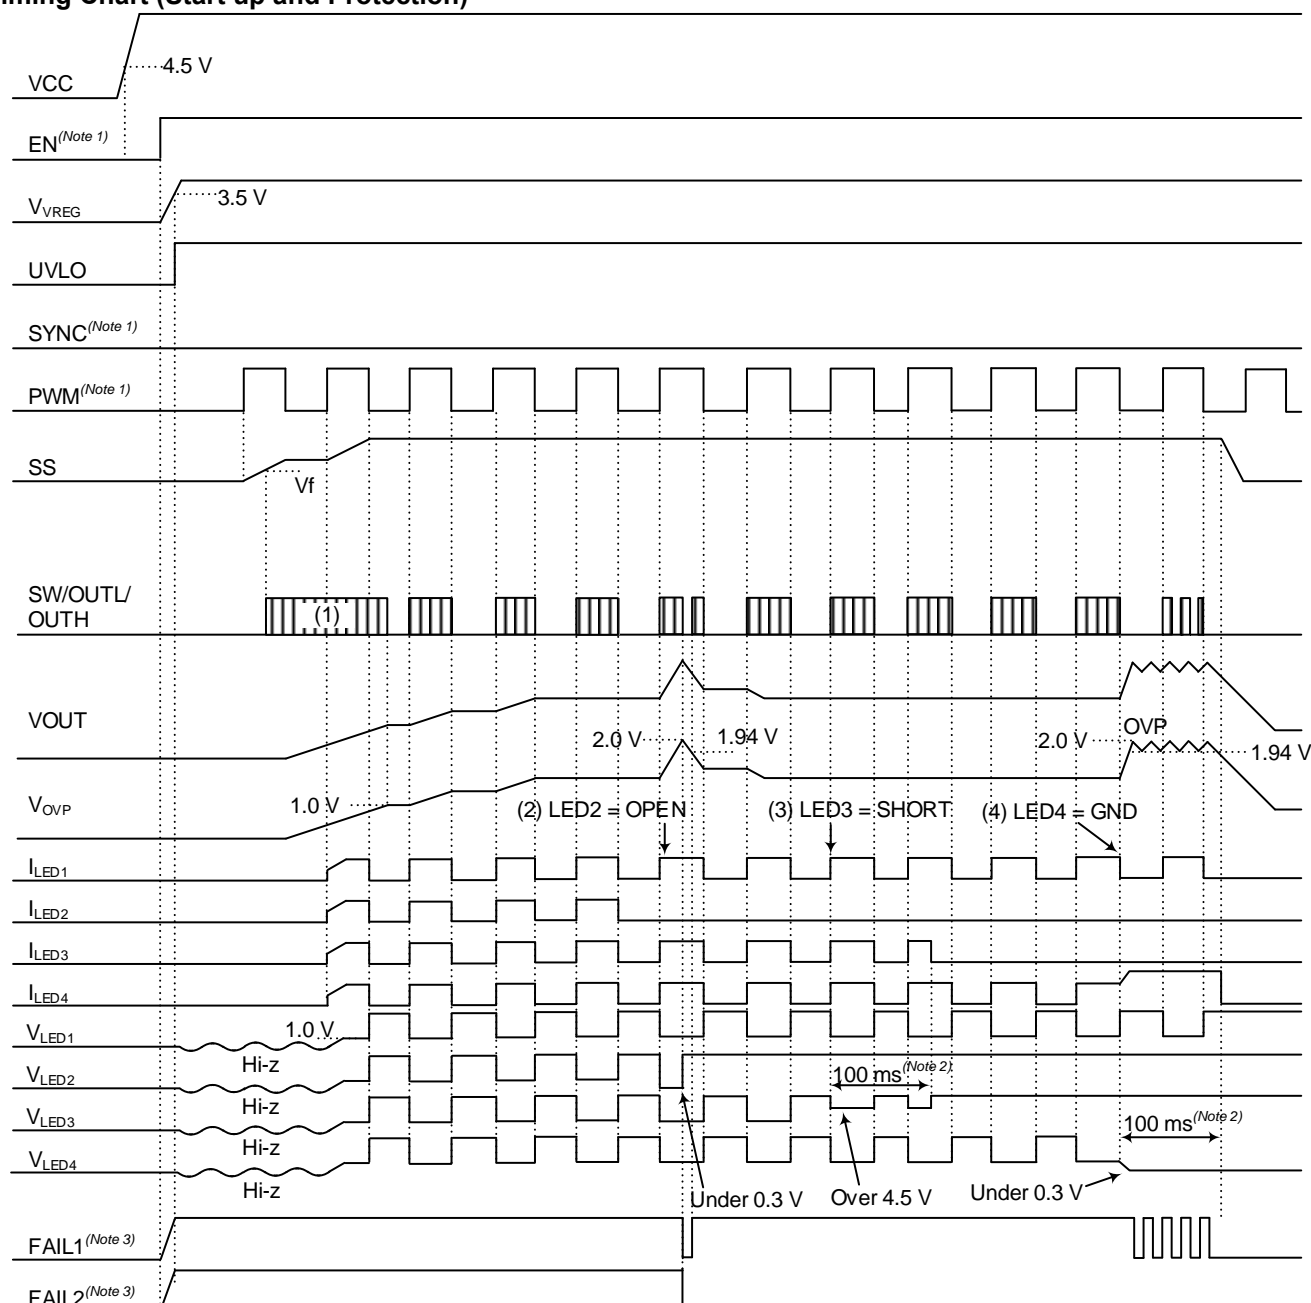 Timing Chart (Start up and Protection)
VCC
4.5 V
EN(Note 1)
VVREG
3.5 V
UVLO
SYNC(Note 1)
PWM(Note 1)
SS
Vf
SW/OUTL/
OUTH
(1)
VOUT
2.0 V
1.94 V
OVP
2.0 V
1.94 V
VOVP
1.0 V
(2) LED2 = OPEN
(3) LED3 = SHORT
(4) LED4 = GND
ILED1
ILED2
ILED3
ILED4
VLED1
1.0 V
Hi-z
VLED2
100 ms(Note 2)
Hi-z
VLED3
100 ms(Note 2)
Hi-z
VLED4
Hi-z
Under 0.3 V
Over 4.5 V
Under 0.3 V
FAIL1(Note 3)
FAIL2(Note 3)